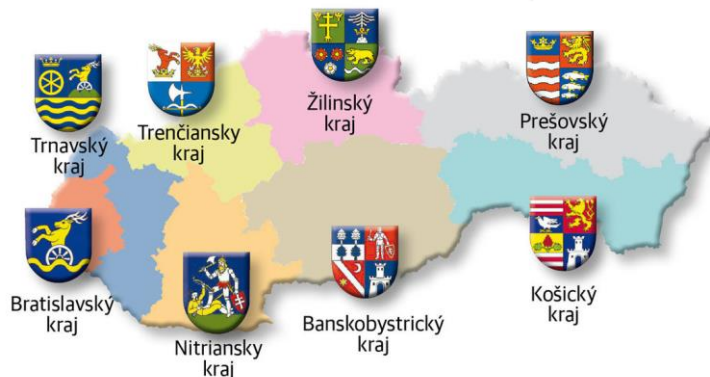 Trnavský
kraj
Trenčiansky
kraj
Žilinský
kraj
Prešovský
kraj
Bratislavský
kraj
Nitriansky
kraj
Banskobystrický
kraj
Košický
kraj